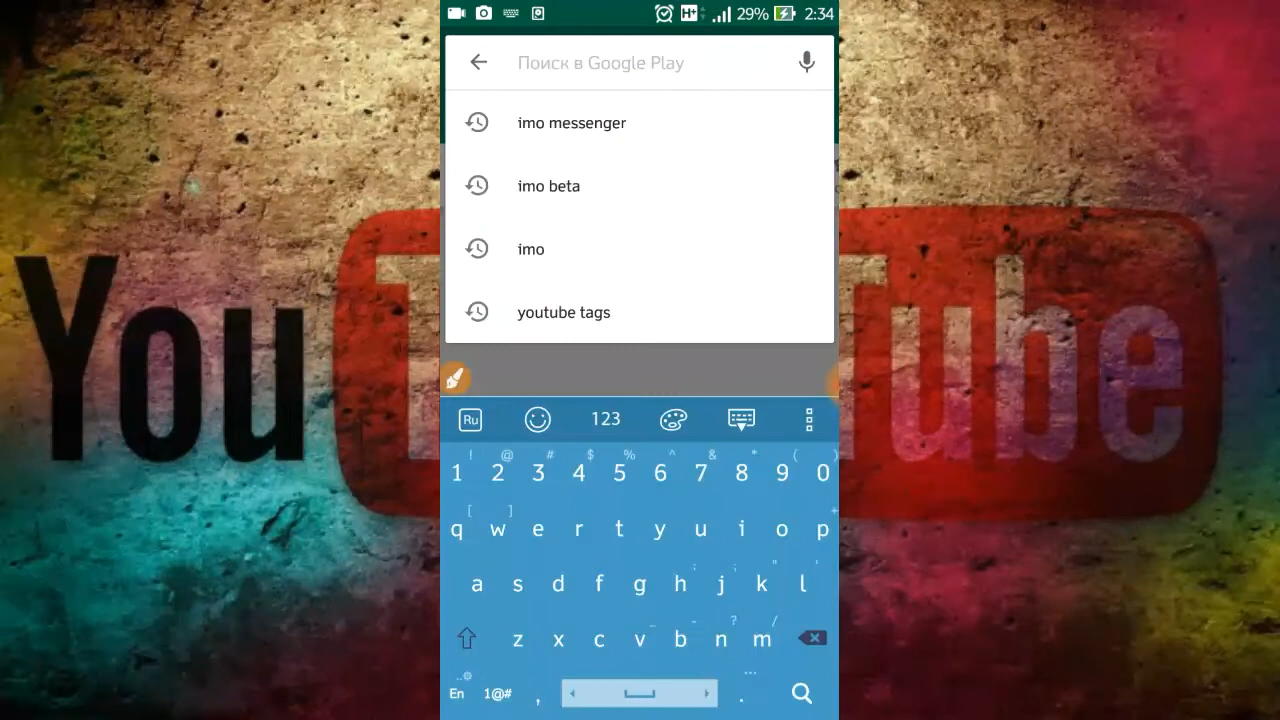 29% 2:34
Поиск в Google Play
imo messenger
imo beta
imo
youtube tags
You Tube
Ru 123
! @ # $ % ^ & * ( )
1 2 3 4 5 6 7 8 9 0
[ ] +
q w e r t y u i o p
: ; " '
a s d f g h j k l
_ - ? /
z x c v b n m
En 1@# , .